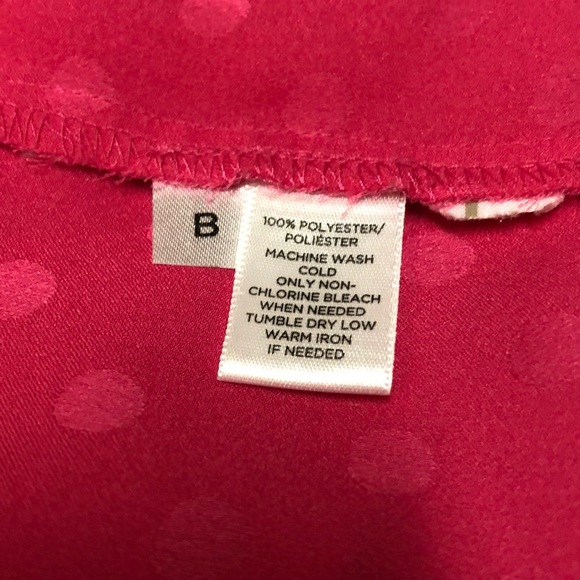 B
100% POLYESTER/
POLIÉSTER
MACHINE WASH
COLD
ONLY NON-
CHLORINE BLEACH
WHEN NEEDED
TUMBLE DRY LOW
WARM IRON
IF NEEDED